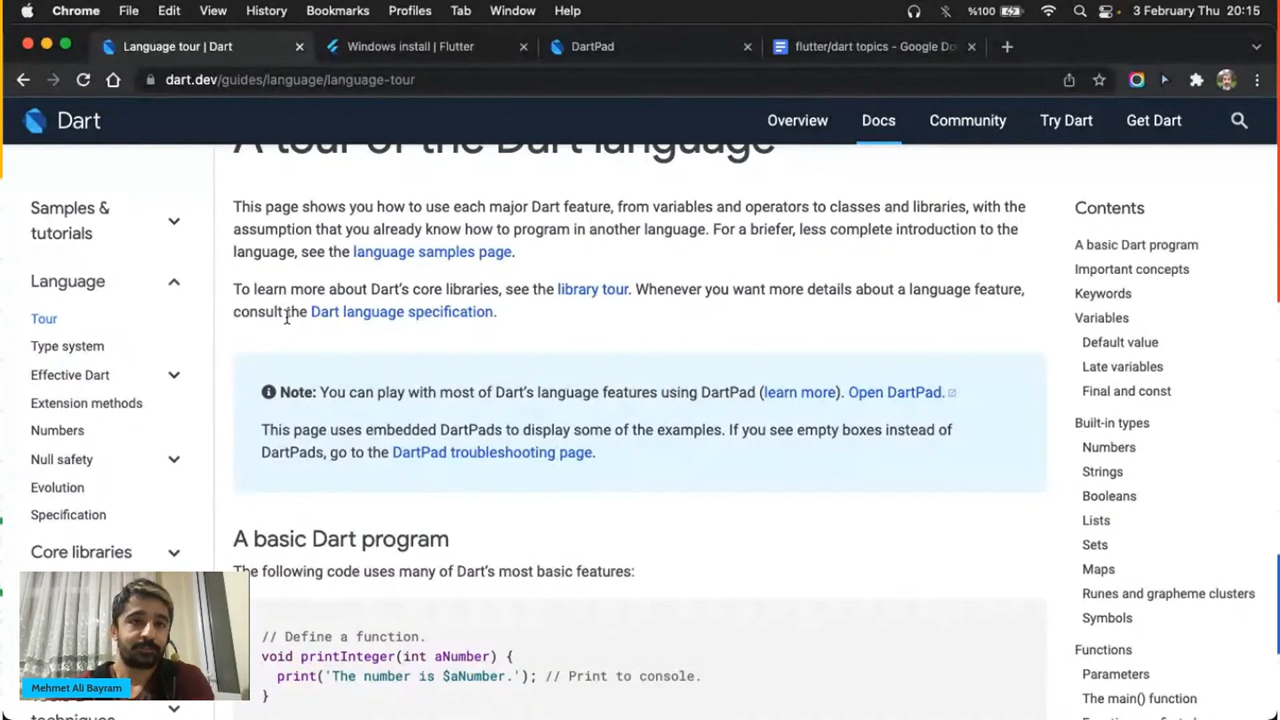 Chrome File Edit View History Bookmarks Profiles Tab Window Help %100 3 February Thu 20:15
Language tour | Dart Windows install | Flutter DartPad flutter/dart topics - Google Do
dart.dev/guides/language/language-tour
Dart Overview Docs Community Try Dart Get Dart
A tour of the Dart language
Samples &
tutorials
Language
Tour
Type system
Effective Dart
Extension methods
Numbers
Null safety
Evolution
Specification
Core libraries
techniques
This page shows you how to use each major Dart feature, from variables and operators to classes and libraries, with the
assumption that you already know how to program in another language. For a briefer, less complete introduction to the
language, see the language samples page.
To learn more about Dart's core libraries, see the library tour. Whenever you want more details about a language feature,
consult the Dart language specification.
Note: You can play with most of Dart's language features using DartPad (learn more). Open DartPad.
This page uses embedded DartPads to display some of the examples. If you see empty boxes instead of
DartPads, go to the DartPad troubleshooting page.
A basic Dart program
The following code uses many of Dart's most basic features:
// Define a function.
void printInteger(int aNumber) {
print('The number is $aNumber.'); // Print to console.
}
Contents
A basic Dart program
Important concepts
Keywords
Variables
Default value
Late variables
Final and const
Built-in types
Numbers
Strings
Booleans
Lists
Sets
Maps
Runes and grapheme clusters
Symbols
Functions
Parameters
The main() function
Mehmet Ali Bayram